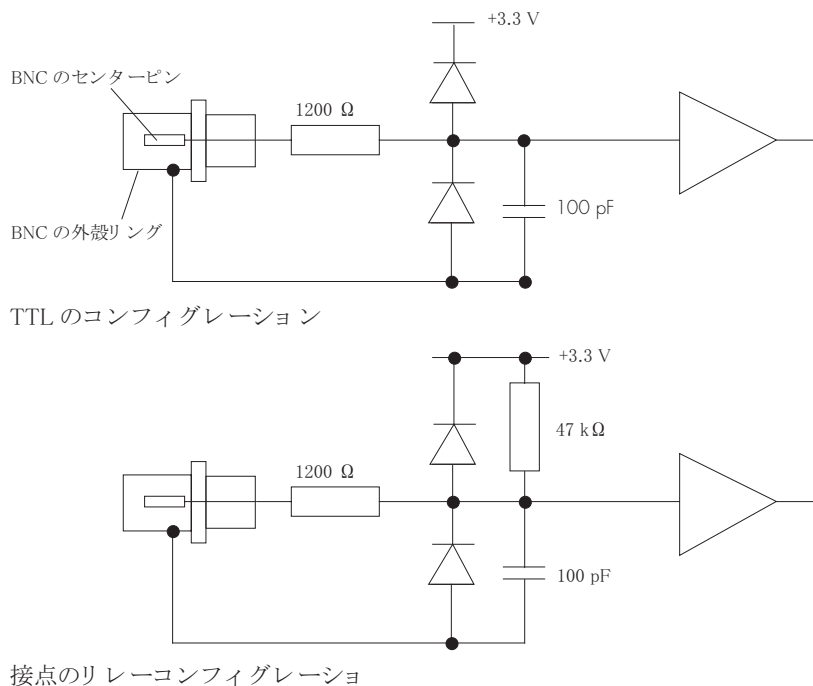 +3.3 V
BNC のセンターピン
1200 Ω
100 pF
BNC の外殻リング
TTL のコンフィグレーション
+3.3 V
47 kΩ
1200 Ω
100 pF
接点のリレーコンフィグレーショ